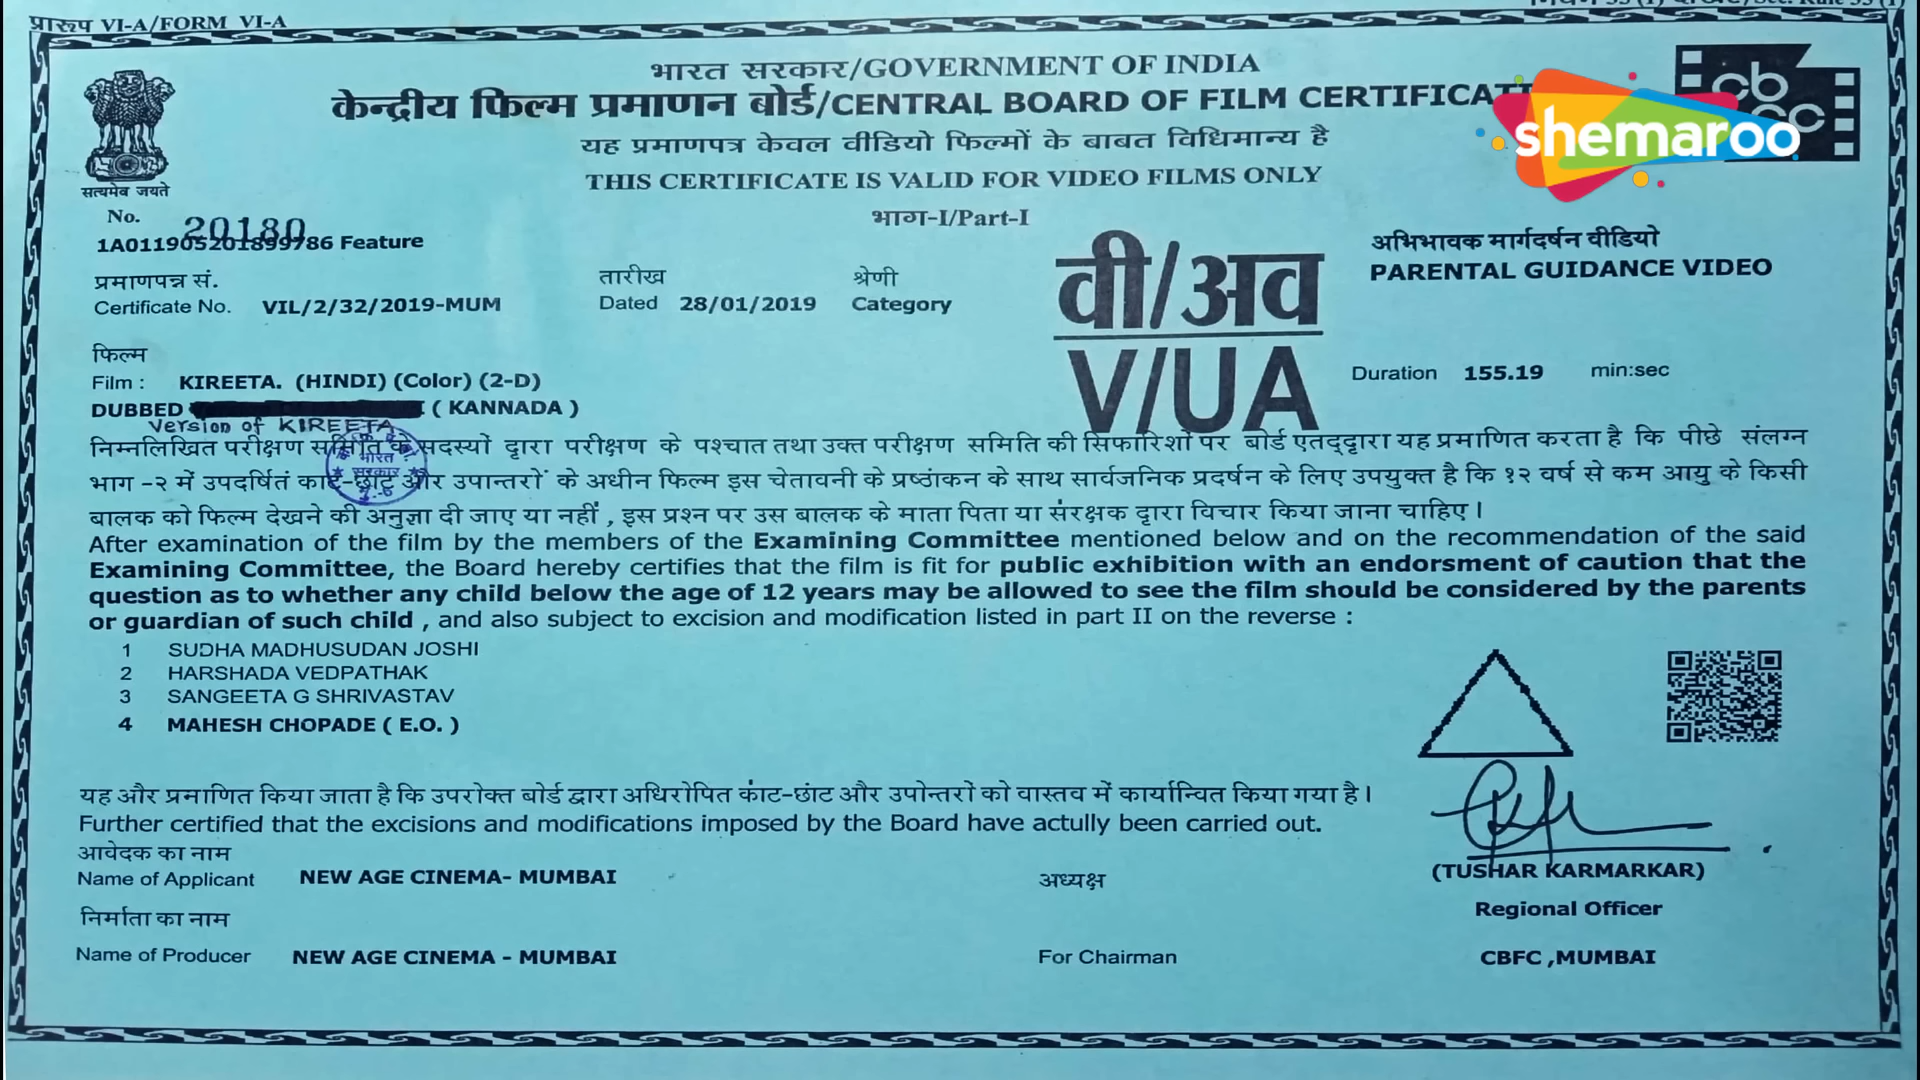 प्रारूप VI-A/FORM VI-A
भारत सरकार/GOVERNMENT OF INDIA
केन्द्रीय फिल्म प्रमाणन बोर्ड/CENTRAL BOARD OF FILM
shemaroo
यह प्रमाणपत्र केवल वीडियो फिल्मों के बाबत विधिमान्य है
THIS CERTIFICATE IS VALID FOR VIDEO FILMS ONLY
सत्यमेव जयते
भाग-I/Part-I
No. 20180
Feature
अभिभावक मार्गदर्षन वीडियो
PARENTAL GUIDANCE VIDEO
वी/अव
V/UA
प्रमाणपत्र सं. तारीख श्रेणी
Certificate No. VIL/2/32/2019-MUM Dated 28/01/2019 Category
फिल्म
Film : KIREETA. (HINDI) (Color) (2-D)
Duration 155.19 min:sec
DUBBED ( KANNADA )
Version of KIREETA
निम्नलिखित परीक्षण समिति के सदस्यों द्वारा परीक्षण के पश्चात तथा उक्त परीक्षण समिति की सिफारिशों पर बोर्ड एतद्द्वारा यह प्रमाणित करता है कि पीछे संलग्न
भाग -२ में उपदर्षितं काट-छाट और उपान्तरों के अधीन फिल्म इस चेतावनी के प्रष्ठांकन के साथ सार्वजनिक प्रदर्षन के लिए उपयुक्त है कि १२ वर्ष से कम आयु के किसी
बालक को फिल्म देखने की अनुज्ञा दी जाए या नहीं , इस प्रश्न पर उस बालक के माता पिता या संरक्षक द्वारा विचार किया जाना चाहिए ।
After examination of the film by the members of the Examining Committee mentioned below and on the recommendation of the said
Examining Committee, the Board hereby certifies that the film is fit for public exhibition with an endorsment of caution that the
question as to whether any child below the age of 12 years may be allowed to see the film should be considered by the parents
or guardian of such child , and also subject to excision and modification listed in part II on the reverse :
1 SUDHA MADHUSUDAN JOSHI
2 HARSHADA VEDPATHAK
3 SANGEETA G SHRIVASTAV
4 MAHESH CHOPADE ( E.O. )
यह और प्रमाणित किया जाता है कि उपरोक्त बोर्ड द्वारा अधिरोपित कांट-छांट और उपोन्तरों को वास्तव में कार्यान्वित किया गया है ।
Further certified that the excisions and modifications imposed by the Board have actully been carried out.
आवेदक का नाम
Name of Applicant NEW AGE CINEMA- MUMBAI
अध्यक्ष
(TUSHAR KARMARKAR)
Regional Officer
निर्माता का नाम
Name of Producer NEW AGE CINEMA - MUMBAI
For Chairman
CBFC ,MUMBAI